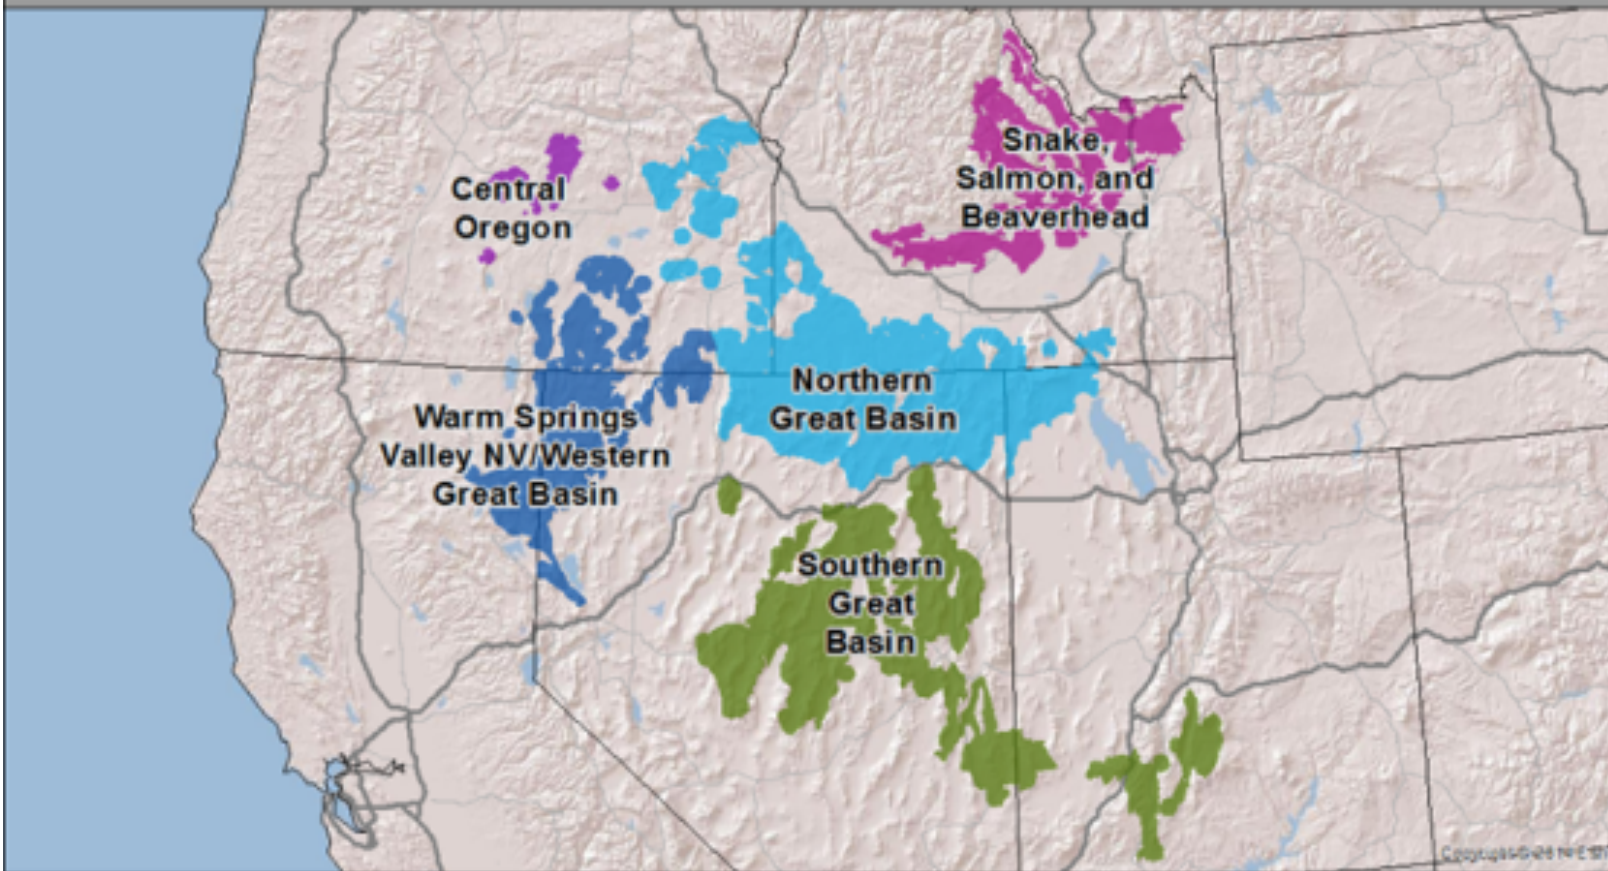 Snake,
Salmon, and
Beaverhead
Central
Oregon
Northern
Great Basin
Warm Springs
Valley NV/Western
Great Basin
Southern
Great
Basin